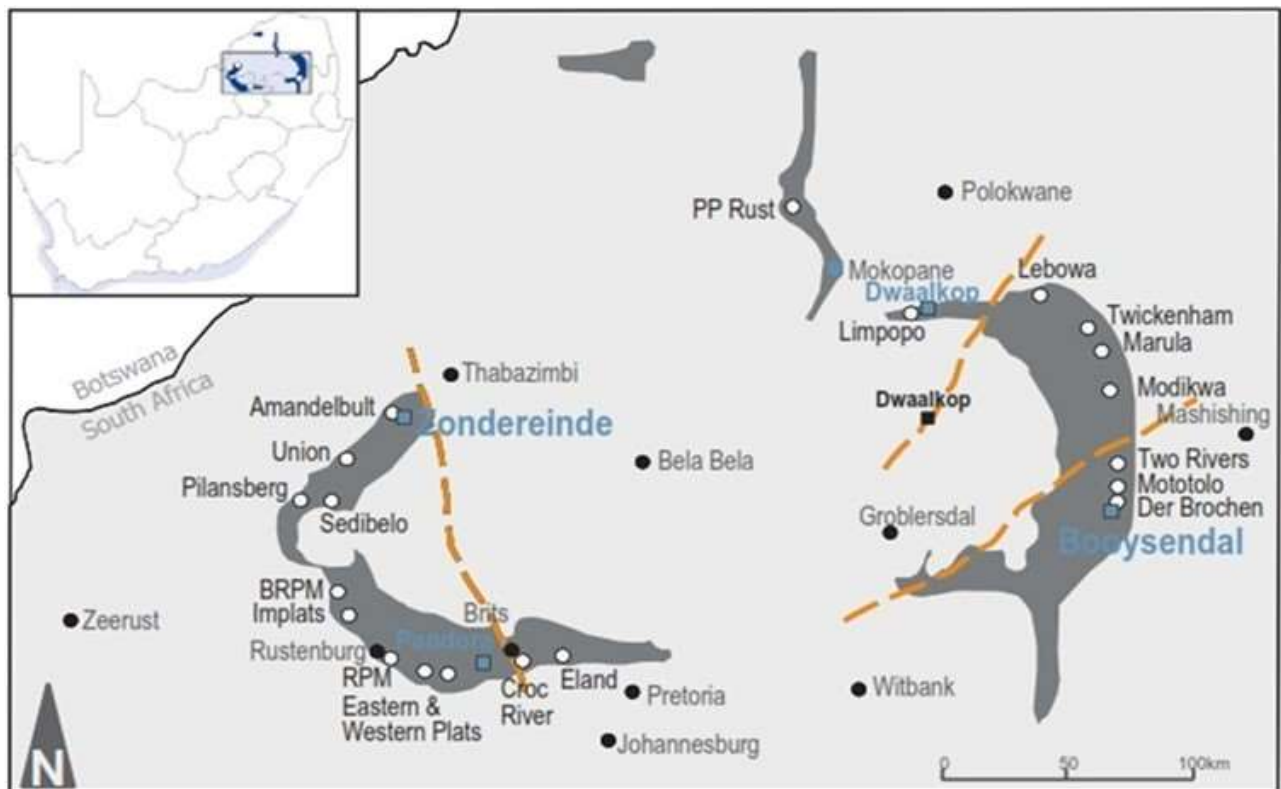 Polokwane
PP Rust
Mokopane
Lebowa
Dwaalkop
Limpopo
Twickenham
Marula
Botswana
South Africa
Thabazimbi
Modikwa
Amandelbult
Zondereinde
Dwaalkop
Mashishing
Union
Bela Bela
Two Rivers
Pilansberg
Mototolo
Sedibelo
Der Brochen
Groblersdal
Booysendal
BRPM
Implats
Brits
Zeerust
Rustenburg
Pandora
RPM
Croc
River
Eland
Eastern &
Western Plats
Pretoria
Witbank
Johannesburg
N
0 50 100km